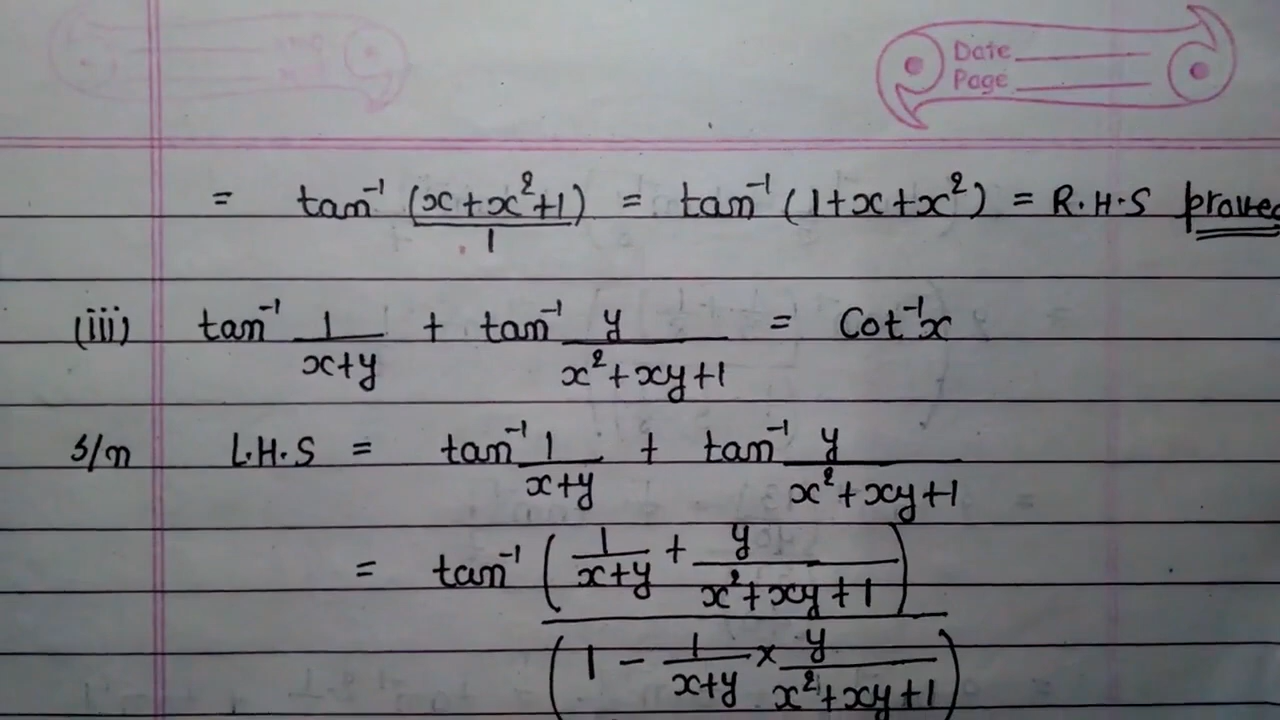 Date
Page
= tan⁻¹ (x+x²+1)/1 = tan⁻¹ (1+x+x²) = R.H.S proved
(iii) tan⁻¹ 1/(x+y) + tan⁻¹ y/(x²+xy+1) = Cot⁻¹x
s/n L.H.S = tan⁻¹ 1/(x+y) + tan⁻¹ y/(x²+xy+1)
= tan⁻¹ (1/(x+y) + y/(x²+xy+1)) / (1 - 1/(x+y) × y/(x²+xy+1))